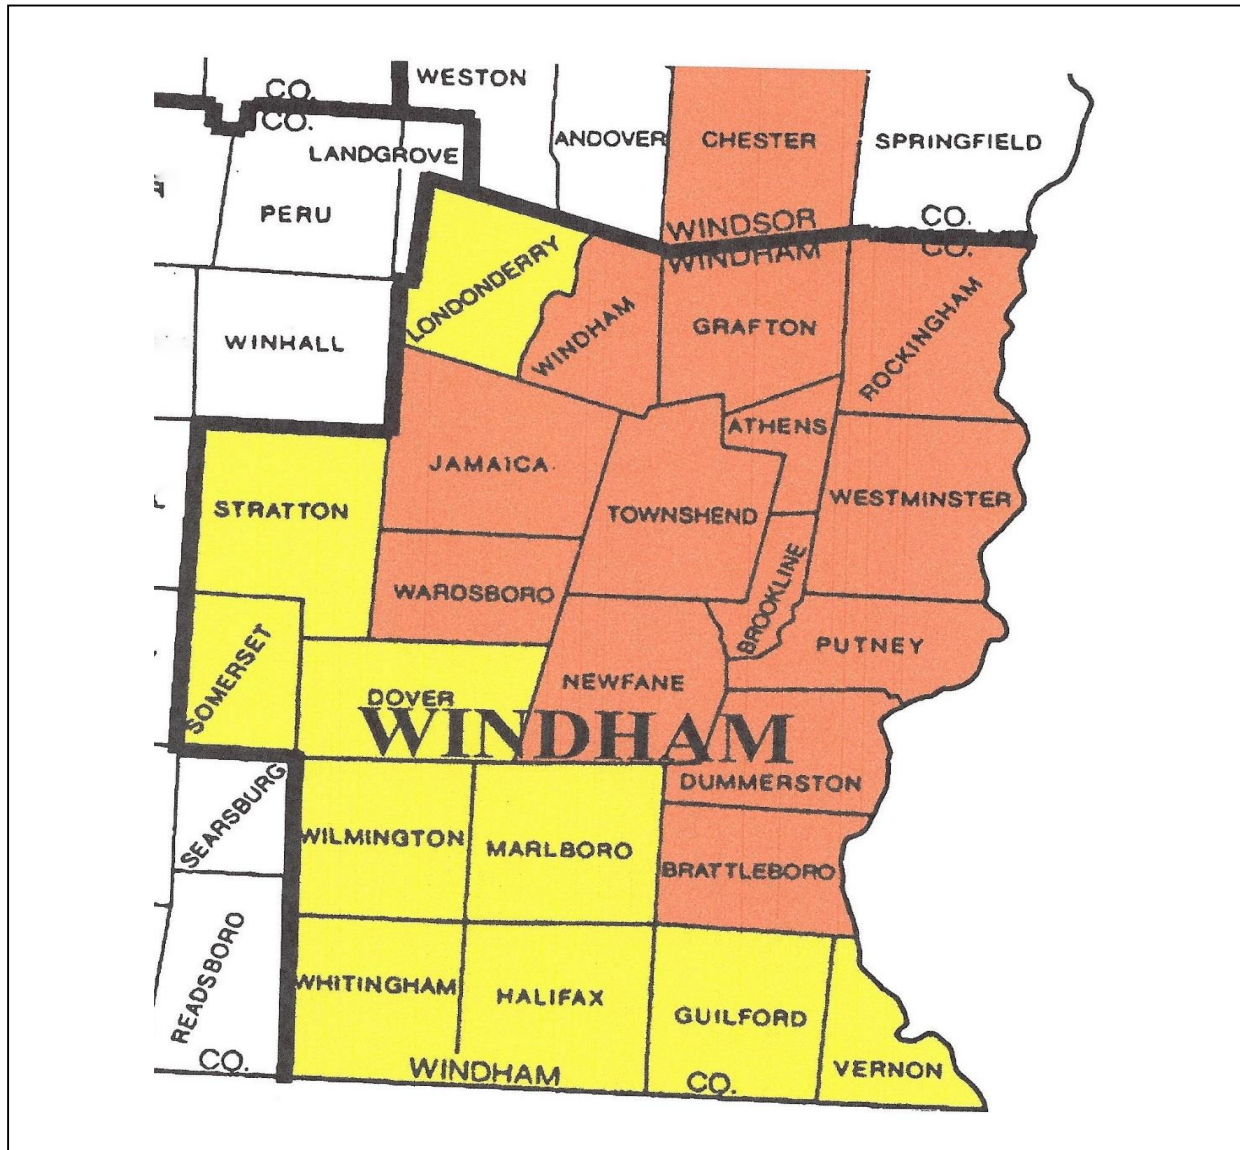 WESTON
CO.
CO.
ANDOVER
CHESTER
SPRINGFIELD
LANDGROVE
PERU
WINDSOR
CO.
WINDHAM
CO.
LONDONDERRY
WINDHAM
GRAFTON
ROCKINGHAM
WINHALL
ATHENS
JAMAICA
WESTMINSTER
STRATTON
TOWNSHEND
WARDSBORO
BROOKLINE
SOMERSET
PUTNEY
NEWFANE
DOVER
WINDHAM
DUMMERSTON
SEARSBURG
WILMINGTON
MARLBORO
BRATTLEBORO
READSBORO
WHITINGHAM
HALIFAX
GUILFORD
CO.
WINDHAM
CO.
VERNON